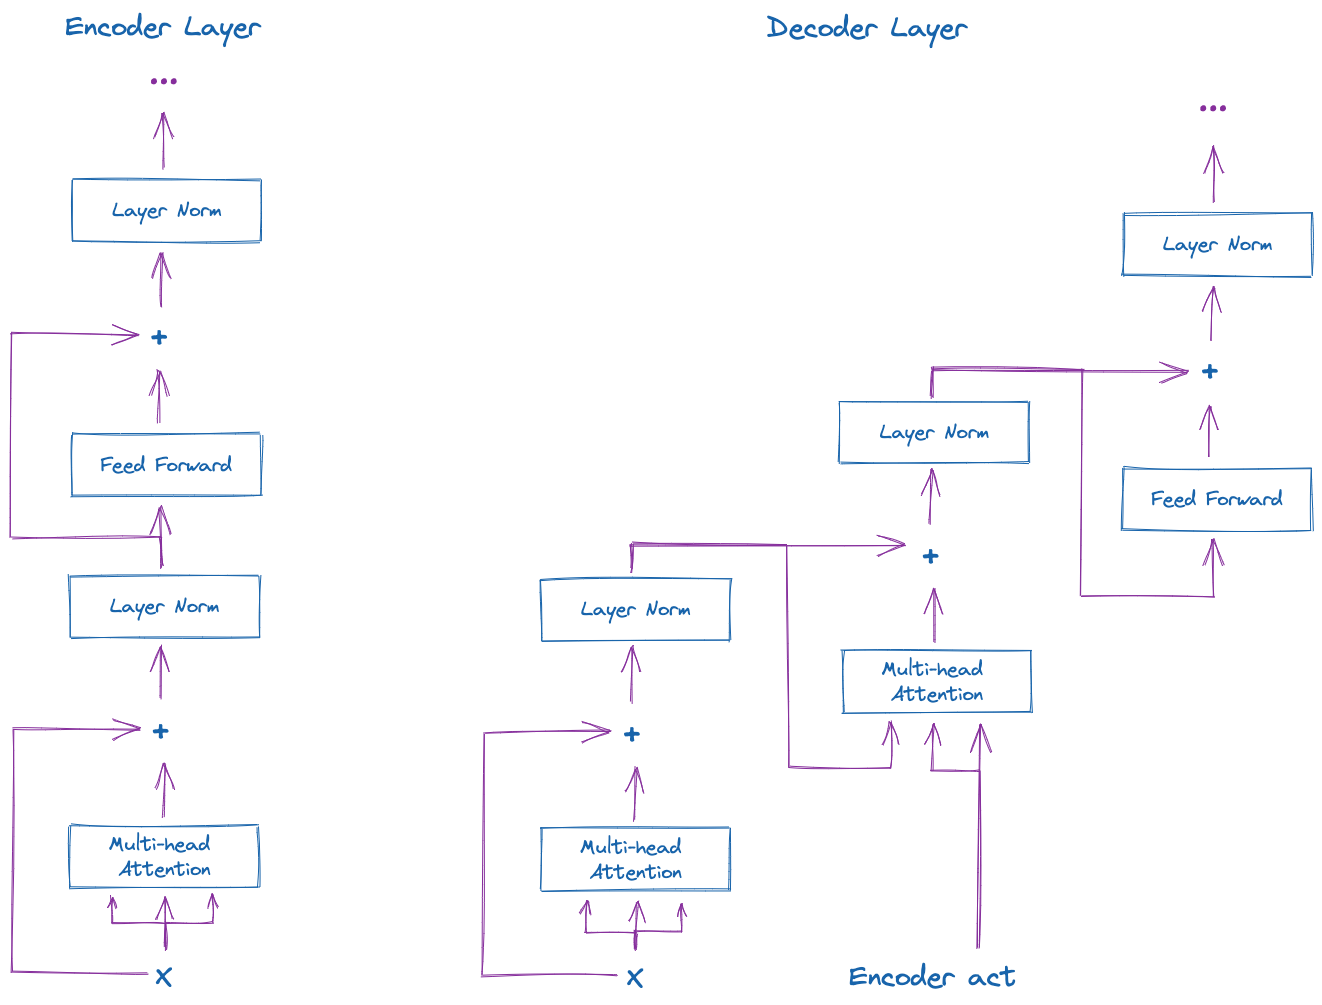 Encoder Layer
...
Layer Norm
+
Feed Forward
Layer Norm
+
Multi-head
Attention
x
Decoder Layer
...
Layer Norm
+
Feed Forward
Layer Norm
+
Multi-head
Attention
Encoder act
Layer Norm
+
Multi-head
Attention
x